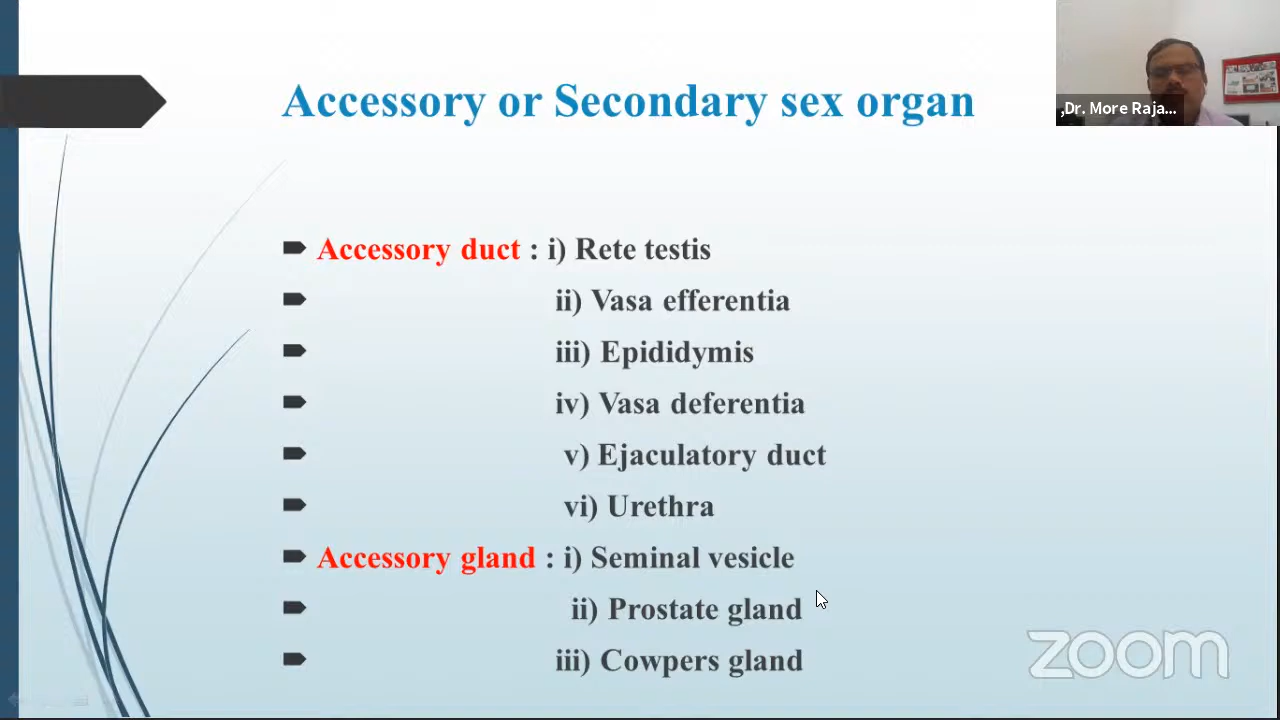 Accessory or Secondary sex organ
,Dr. More Raja...
Accessory duct : i) Rete testis
ii) Vasa efferentia
iii) Epididymis
iv) Vasa deferentia
v) Ejaculatory duct
vi) Urethra
Accessory gland : i) Seminal vesicle
ii) Prostate gland
iii) Cowpers gland
zoom